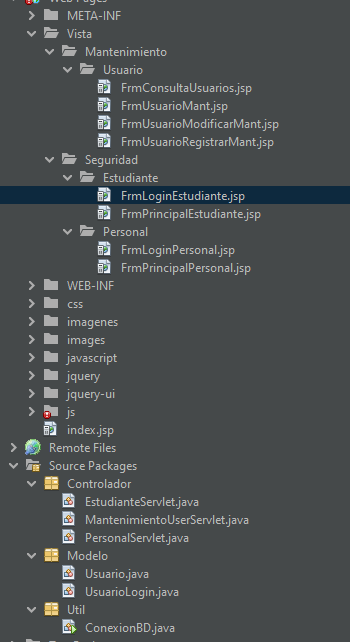 Web Pages
META-INF
Vista
Mantenimiento
Usuario
FrmConsultaUsuarios.jsp
FrmUsuarioMant.jsp
FrmUsuarioModificarMant.jsp
FrmUsuarioRegistrarMant.jsp
Seguridad
Estudiante
FrmLoginEstudiante.jsp
FrmPrincipalEstudiante.jsp
Personal
FrmLoginPersonal.jsp
FrmPrincipalPersonal.jsp
WEB-INF
css
imagenes
images
javascript
jquery
jquery-ui
js
index.jsp
Remote Files
Source Packages
Controlador
EstudianteServlet.java
MantenimientoUserServlet.java
PersonalServlet.java
Modelo
Usuario.java
UsuarioLogin.java
Util
ConexionBD.java